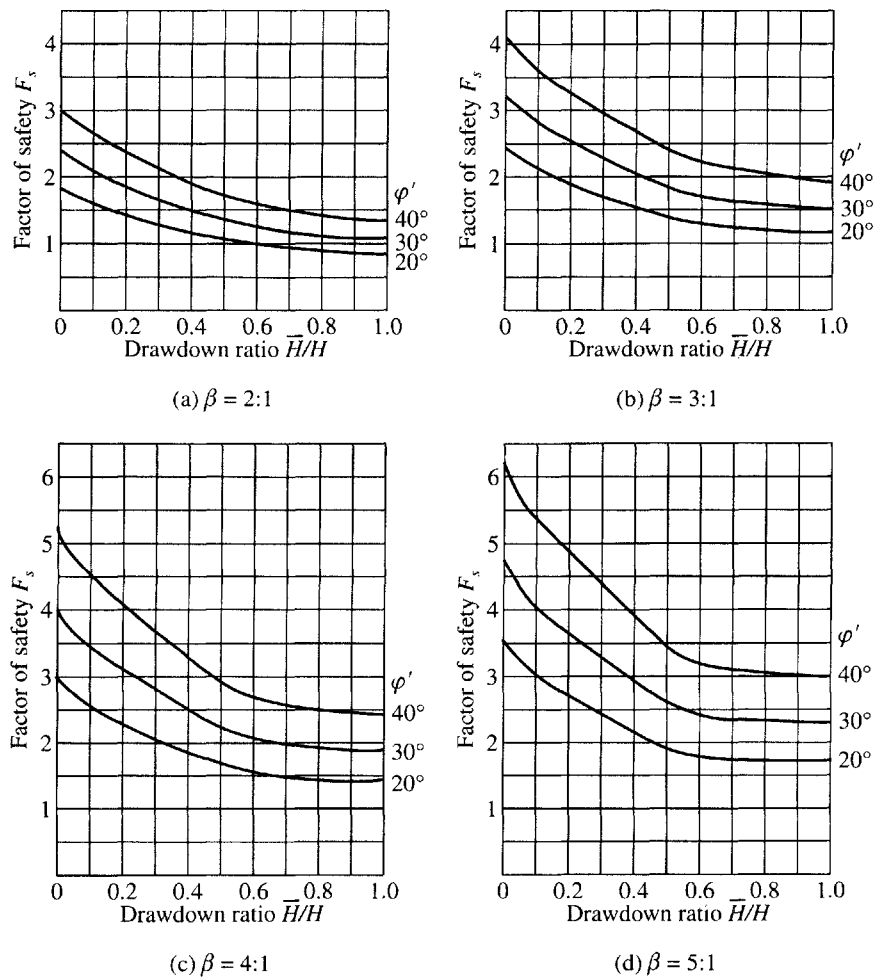 Factor of safety F_s
4
3
2
1
0 0.2 0.4 0.6 0.8 1.0
φ′
40°
30°
20°
Drawdown ratio H̅/H
(a) β = 2:1
Factor of safety F_s
4
3
2
1
0 0.2 0.4 0.6 0.8 1.0
φ′
40°
30°
20°
Drawdown ratio H̅/H
(b) β = 3:1
Factor of safety F_s
6
5
4
3
2
1
0 0.2 0.4 0.6 0.8 1.0
φ′
40°
30°
20°
Drawdown ratio H̅/H
(c) β = 4:1
Factor of safety F_s
6
5
4
3
2
1
0 0.2 0.4 0.6 0.8 1.0
φ′
40°
30°
20°
Drawdown ratio H̅/H
(d) β = 5:1